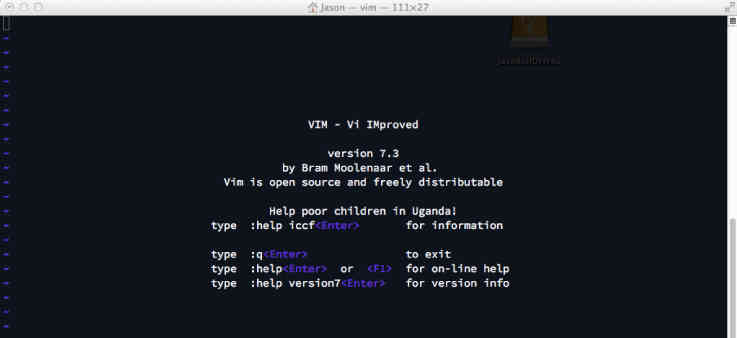 Jason — vim — 111×27
VIM - Vi IMproved
version 7.3
by Bram Moolenaar et al.
Vim is open source and freely distributable
Help poor children in Uganda!
type :help iccf<Enter> for information
type :q<Enter> to exit
type :help<Enter> or <F1> for on-line help
type :help version7<Enter> for version info